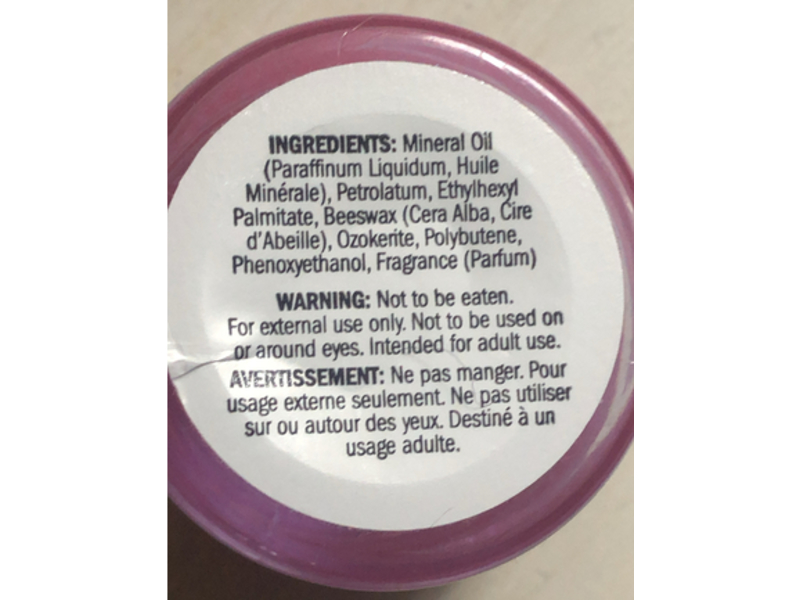 INGREDIENTS: Mineral Oil
(Paraffinum Liquidum, Huile
Minérale), Petrolatum, Ethylhexyl
Palmitate, Beeswax (Cera Alba, Cire
d'Abeille), Ozokerite, Polybutene,
Phenoxyethanol, Fragrance (Parfum)
WARNING: Not to be eaten.
For external use only. Not to be used on
or around eyes. Intended for adult use.
AVERTISSEMENT: Ne pas manger. Pour
usage externe seulement. Ne pas utiliser
sur ou autour des yeux. Destiné à un
usage adulte.